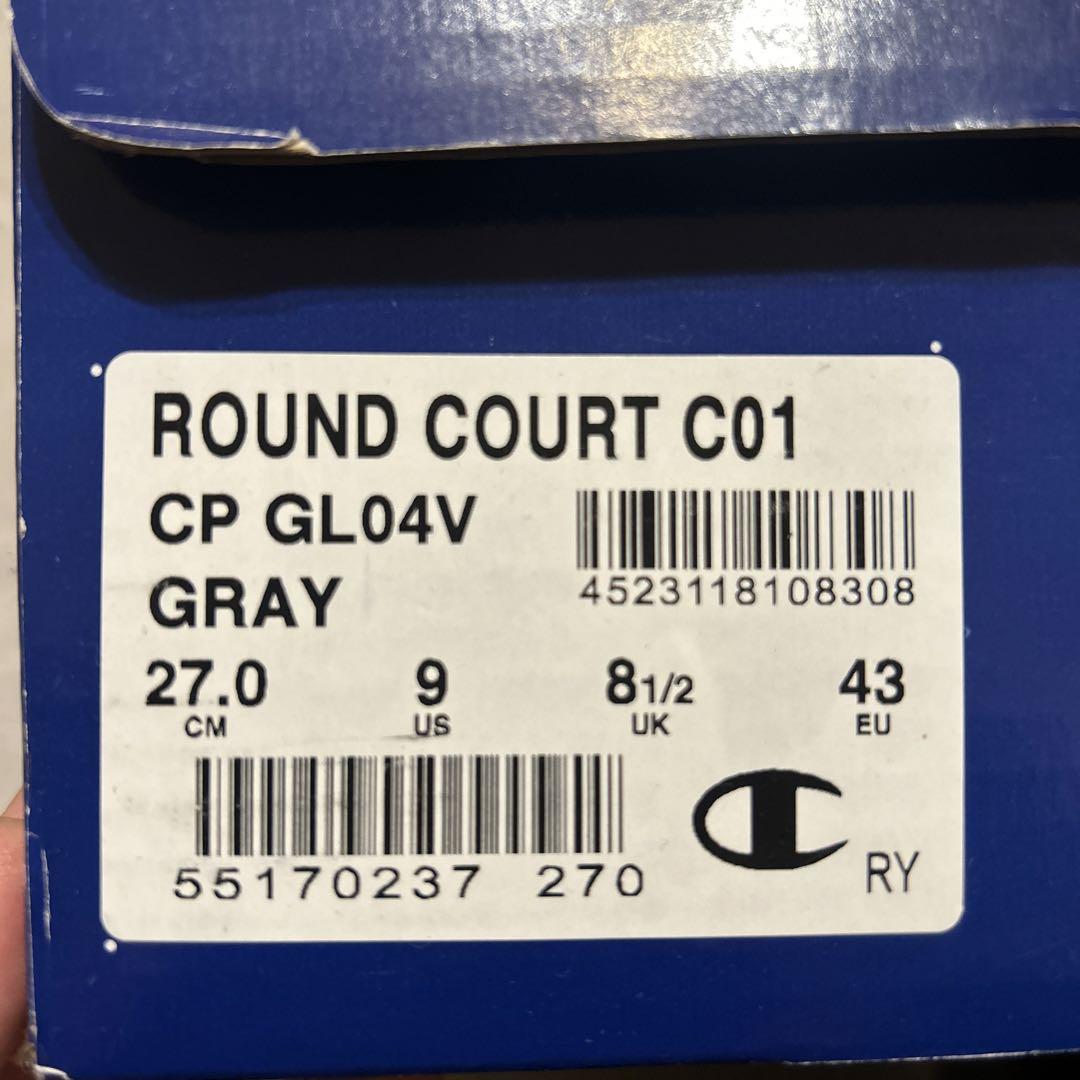 ROUND COURT C01
CP GL04V
GRAY
4523118108308
27.0 9 8 1/2 43
CM US UK EU
55170237 270
RY